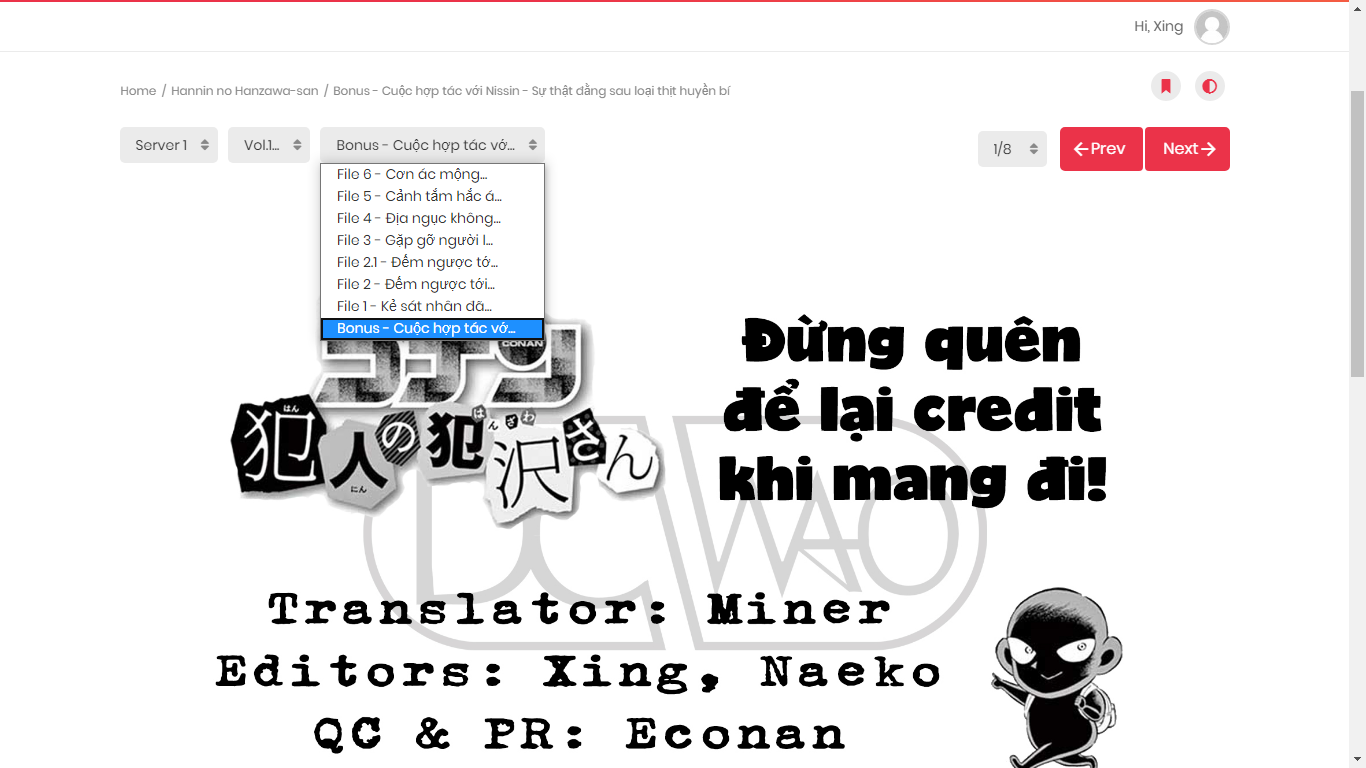 Hi, Xing
Home / Hannin no Hanzawa-san / Bonus - Cuộc hợp tác với Nissin - Sự thật đằng sau loại thịt huyền bí
Server 1
Vol.1...
Bonus - Cuộc hợp tác vớ...
1/8
Prev
Next
File 6 - Cơn ác mộng...
File 5 - Cảnh tắm hắc á...
File 4 - Địa ngục không...
File 3 - Gặp gỡ người l...
File 2.1 - Đếm ngược tớ...
File 2 - Đếm ngược tới...
File 1 - Kẻ sát nhân đã...
Bonus - Cuộc hợp tác vớ...
CONAN
コナン
はん にん はん ざわ
犯人の犯沢さん
Đừng quên
để lại credit
khi mang đi!
DCWAO
Translator: Miner
Editors: Xing, Naeko
QC & PR: Econan